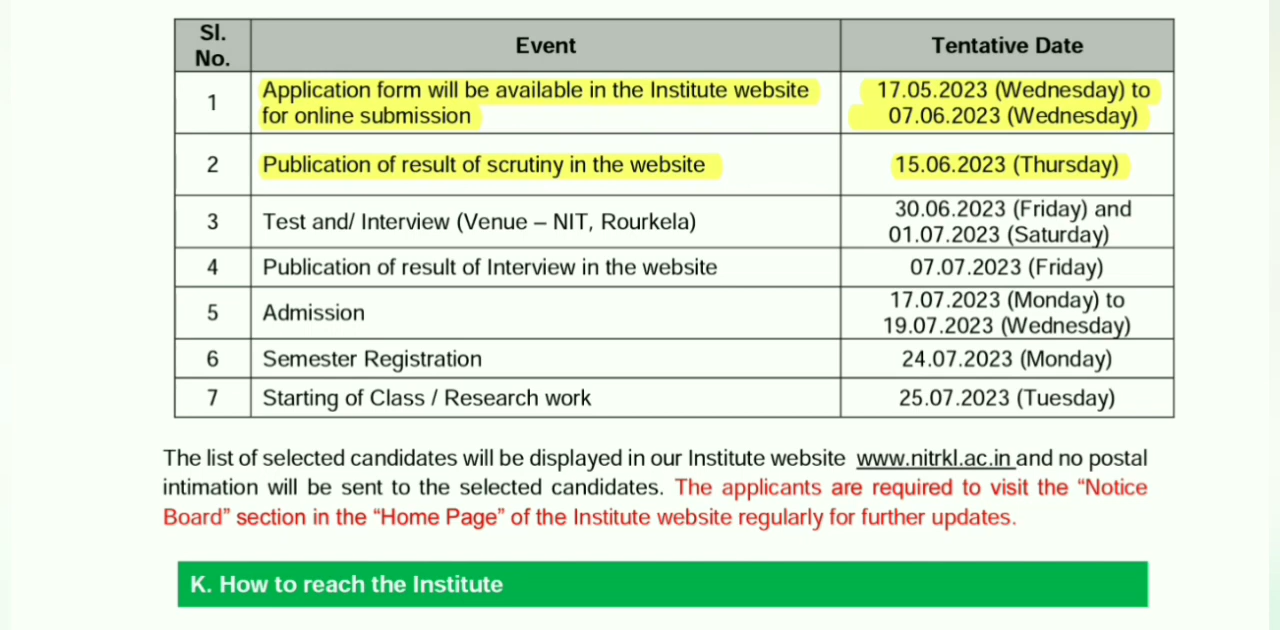 Sl. No. Event Tentative Date
1 Application form will be available in the Institute website for online submission 17.05.2023 (Wednesday) to 07.06.2023 (Wednesday)
2 Publication of result of scrutiny in the website 15.06.2023 (Thursday)
3 Test and/ Interview (Venue – NIT, Rourkela) 30.06.2023 (Friday) and 01.07.2023 (Saturday)
4 Publication of result of Interview in the website 07.07.2023 (Friday)
5 Admission 17.07.2023 (Monday) to 19.07.2023 (Wednesday)
6 Semester Registration 24.07.2023 (Monday)
7 Starting of Class / Research work 25.07.2023 (Tuesday)
The list of selected candidates will be displayed in our Institute website www.nitrkl.ac.in and no postal
intimation will be sent to the selected candidates. The applicants are required to visit the “Notice
Board” section in the “Home Page” of the Institute website regularly for further updates.
K. How to reach the Institute